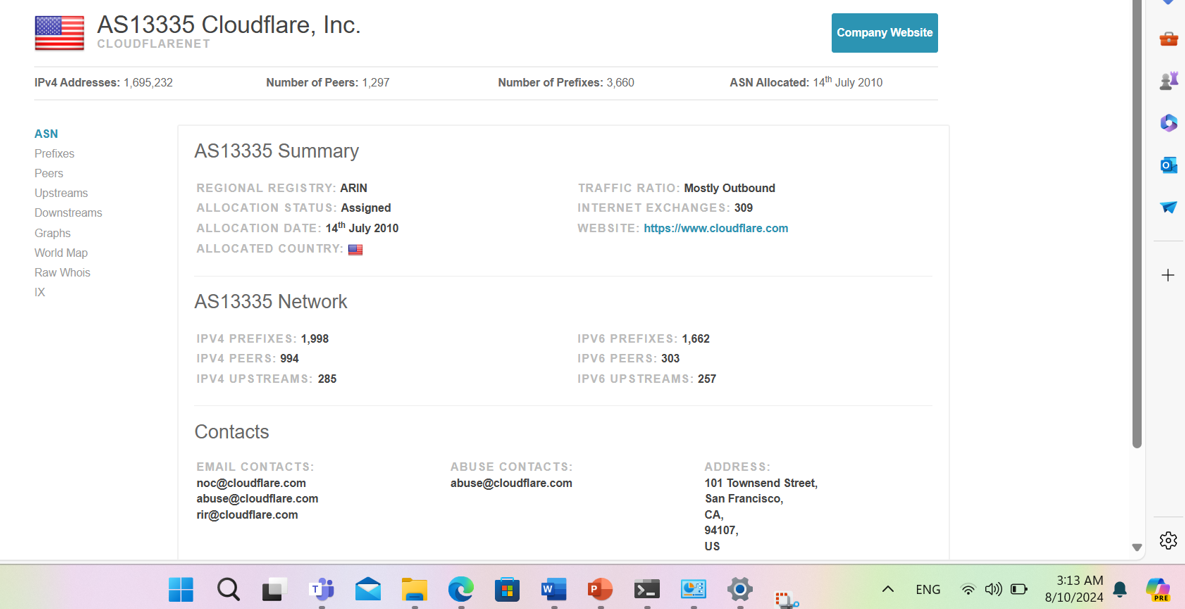 AS13335 Cloudflare, Inc.
CLOUDFLARENET
Company Website
IPv4 Addresses: 1,695,232 Number of Peers: 1,297 Number of Prefixes: 3,660 ASN Allocated: 14th July 2010
ASN
Prefixes
Peers
Upstreams
Downstreams
Graphs
World Map
Raw Whois
IX
AS13335 Summary
REGIONAL REGISTRY: ARIN
ALLOCATION STATUS: Assigned
ALLOCATION DATE: 14th July 2010
ALLOCATED COUNTRY:
TRAFFIC RATIO: Mostly Outbound
INTERNET EXCHANGES: 309
WEBSITE: https://www.cloudflare.com
AS13335 Network
IPV4 PREFIXES: 1,998
IPV4 PEERS: 994
IPV4 UPSTREAMS: 285
IPV6 PREFIXES: 1,662
IPV6 PEERS: 303
IPV6 UPSTREAMS: 257
Contacts
EMAIL CONTACTS:
noc@cloudflare.com
abuse@cloudflare.com
rir@cloudflare.com
ABUSE CONTACTS:
abuse@cloudflare.com
ADDRESS:
101 Townsend Street,
San Francisco,
CA,
94107,
US
ENG
3:13 AM
8/10/2024
PRE